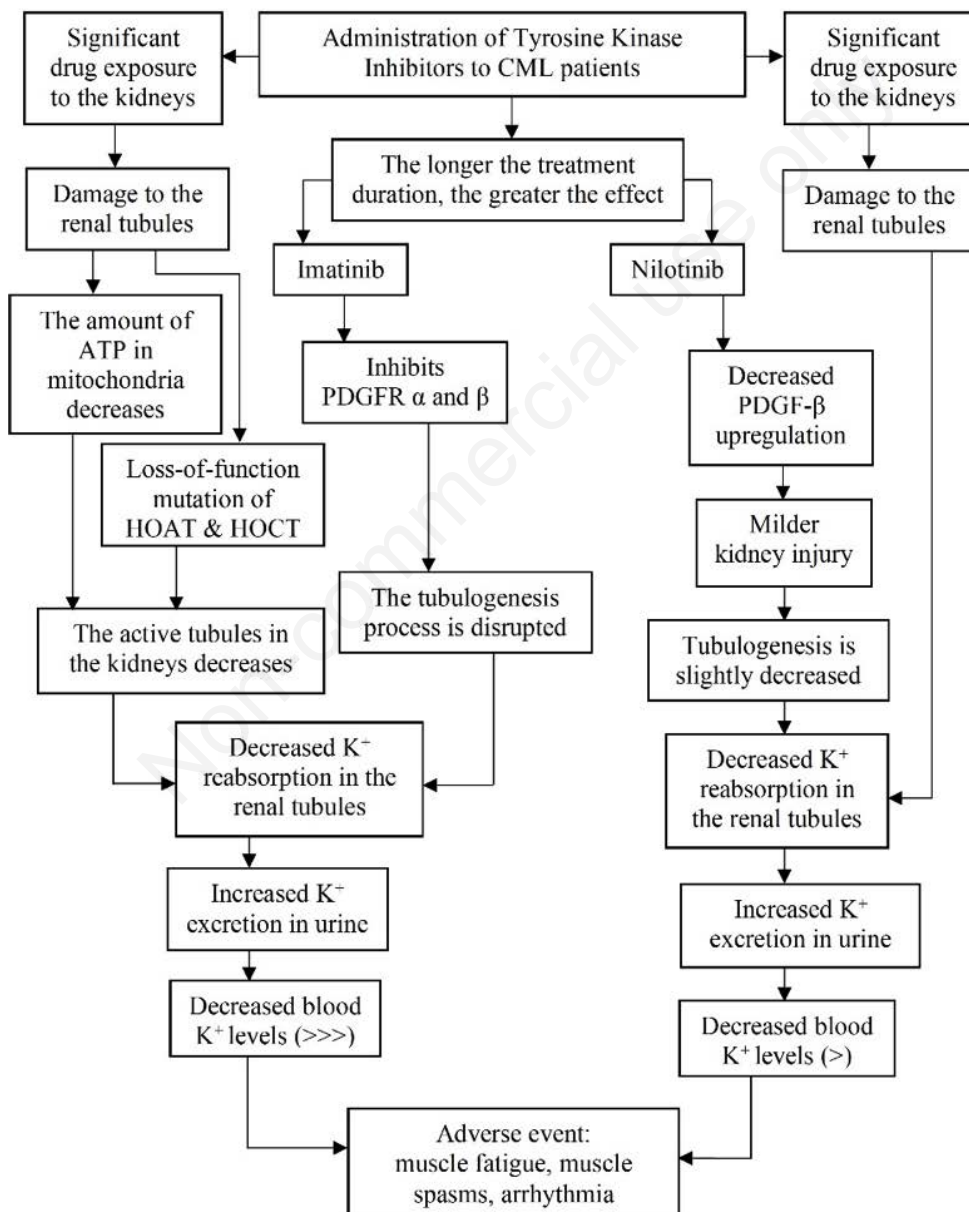 Significant
drug exposure
to the kidneys
Administration of Tyrosine Kinase
Inhibitors to CML patients
Significant
drug exposure
to the kidneys
The longer the treatment
duration, the greater the effect
Damage to the
renal tubules
Damage to the
renal tubules
Imatinib
Nilotinib
The amount of
ATP in
mitochondria
decreases
Inhibits
PDGFR α and β
Decreased
PDGF-β
upregulation
Loss-of-function
mutation of
HOAT & HOCT
Milder
kidney injury
The active tubules in
the kidneys decreases
The tubulogenesis
process is disrupted
Tubulogenesis is
slightly decreased
Decreased K⁺
reabsorption in the
renal tubules
Decreased K⁺
reabsorption in
the renal tubules
Increased K⁺
excretion in urine
Increased K⁺
excretion in urine
Decreased blood
K⁺ levels (>>>)
Decreased blood
K⁺ levels (>)
Adverse event:
muscle fatigue, muscle
spasms, arrhythmia
Non-commercial use only